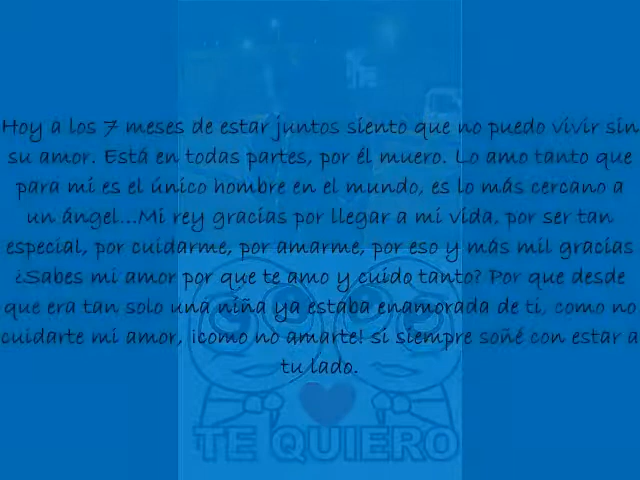 Hoy a los 7 meses de estar juntos siento que no puedo vivir sin
su amor. Está en todas partes, por él muero. Lo amo tanto que
para mi es el único hombre en el mundo, es lo más cercano a
un ángel...Mi rey gracias por llegar a mi vida, por ser tan
especial, por cuidarme, por amarme, por eso y más mil gracias
¿Sabes mi amor por que te amo y cuido tanto? Por que desde
que era tan solo una niña ya estaba enamorada de ti, como no
cuidarte mi amor, ¡como no amarte! si siempre soñé con estar a
tu lado.
TE QUIERO